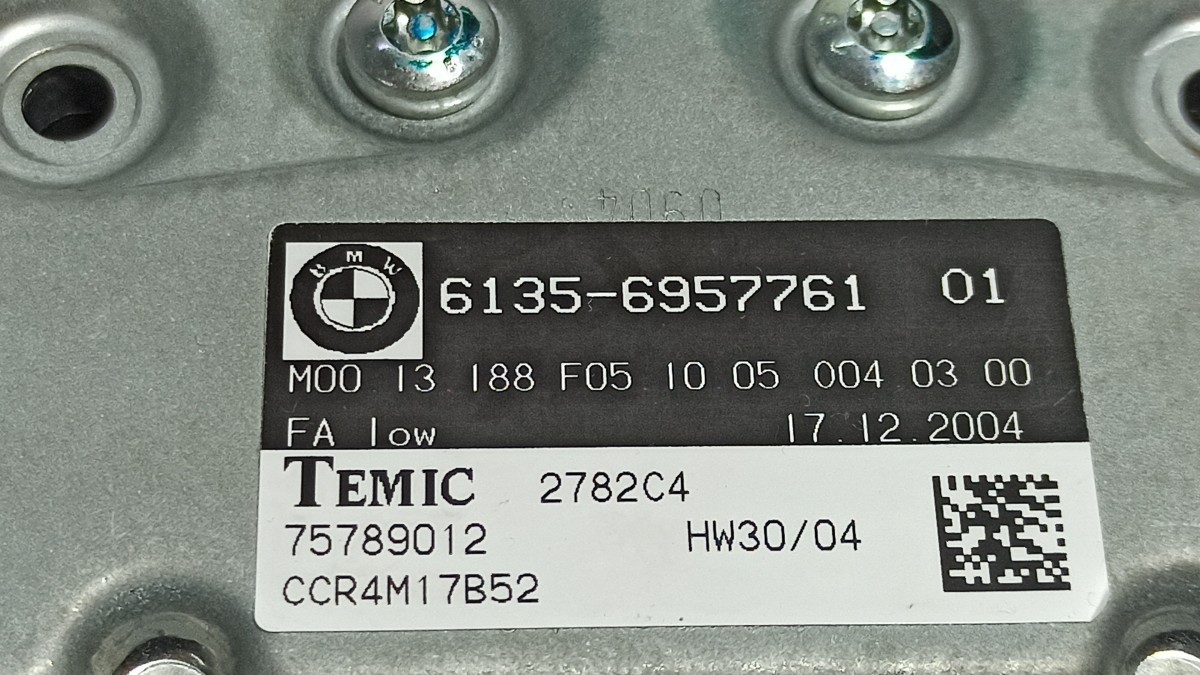 4060
BMW
6135-6957761 01
M00 13 188 F05 10 05 004 03 00
FA low 17.12.2004
TEMIC 2782C4
75789012 HW30/04
CCR4M17B52